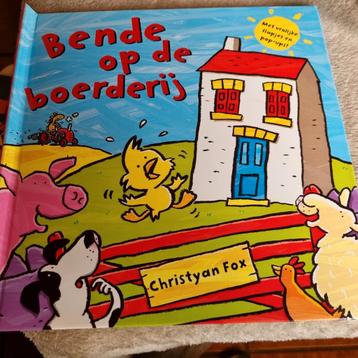 Bende
op de
boerderij
Met vrolijke
flapjes en
pop-ups!
Christyan Fox